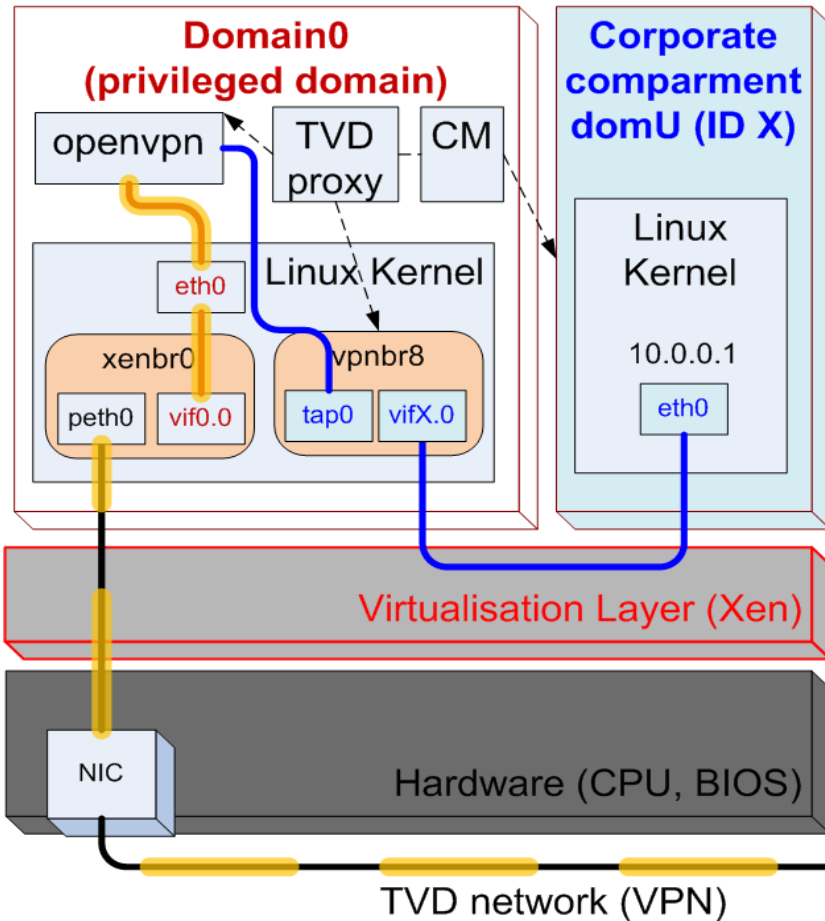 Domain0
(privileged domain)
openvpn
TVD
proxy
CM
Linux Kernel
eth0
xenbr0
peth0
vif0.0
vpnbr8
tap0
vifX.0
Corporate
comparment
domU (ID X)
Linux
Kernel
10.0.0.1
eth0
Virtualisation Layer (Xen)
NIC
Hardware (CPU, BIOS)
TVD network (VPN)